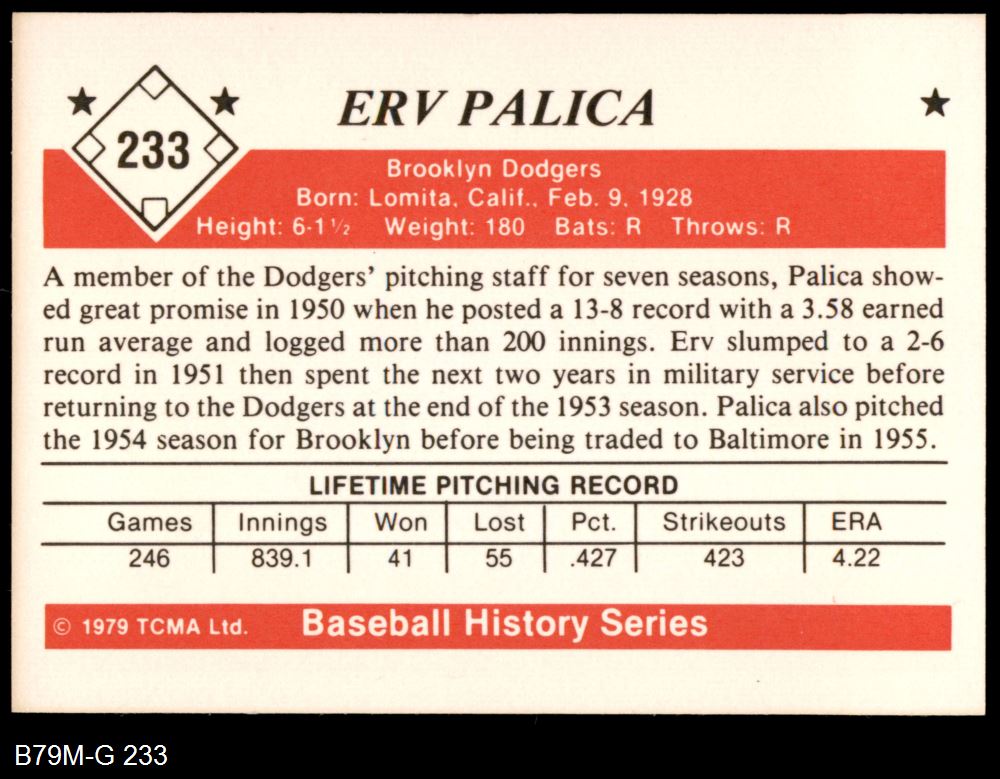 233
ERV PALICA
Brooklyn Dodgers
Born: Lomita, Calif., Feb. 9, 1928
Height: 6-1½ Weight: 180 Bats: R Throws: R
A member of the Dodgers' pitching staff for seven seasons, Palica show-
ed great promise in 1950 when he posted a 13-8 record with a 3.58 earned
run average and logged more than 200 innings. Erv slumped to a 2-6
record in 1951 then spent the next two years in military service before
returning to the Dodgers at the end of the 1953 season. Palica also pitched
the 1954 season for Brooklyn before being traded to Baltimore in 1955.
LIFETIME PITCHING RECORD
Games Innings Won Lost Pct. Strikeouts ERA
246 839.1 41 55 .427 423 4.22
© 1979 TCMA Ltd. Baseball History Series
B79M-G 233